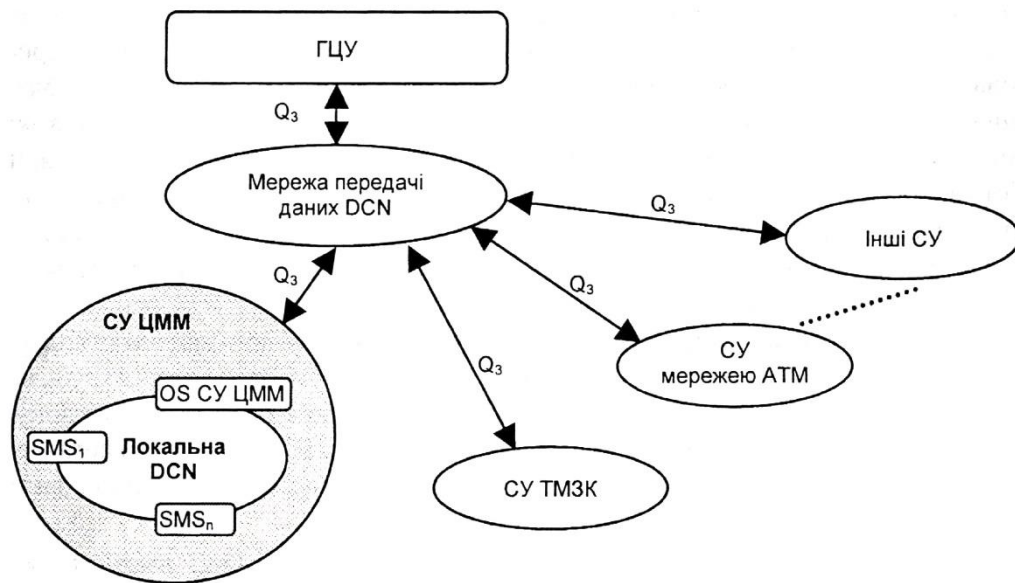 ГЦУ
Q₃
Мережа передачі
даних DCN
Q₃
Інші СУ
Q₃
Q₃
СУ ЦММ
СУ
мережею АТМ
Q₃
OS СУ ЦММ
SMS₁
Локальна
DCN
СУ ТМЗК
SMSₙ